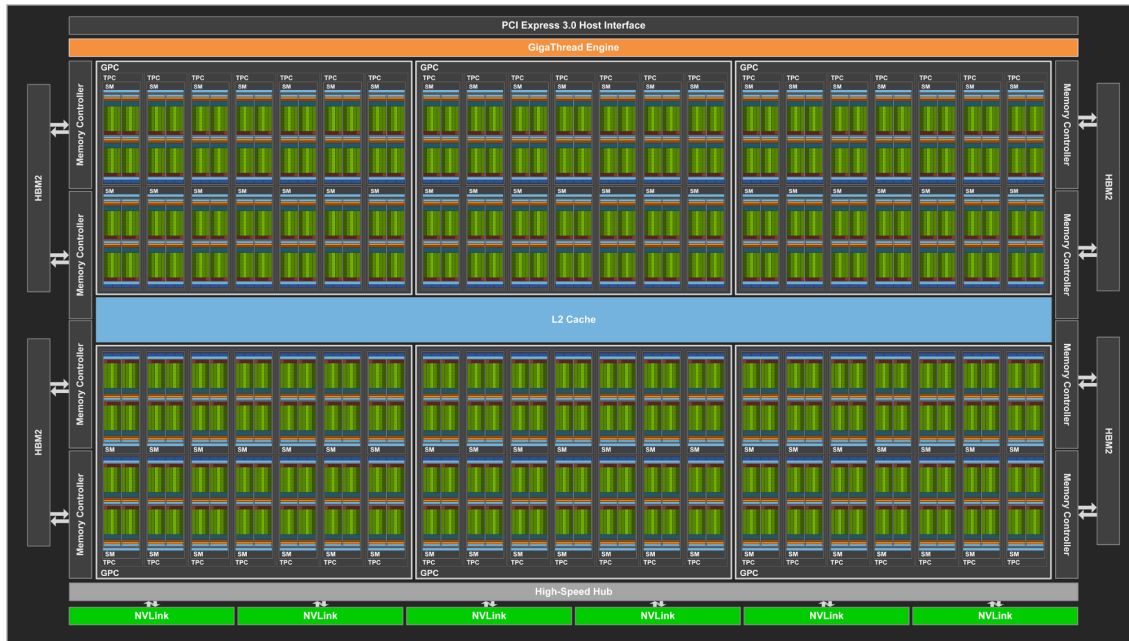 PCI Express 3.0 Host Interface
GigaThread Engine
GPC GPC GPC
TPC TPC TPC TPC TPC TPC TPC TPC TPC TPC TPC TPC TPC TPC TPC TPC TPC TPC TPC TPC TPC
SM SM SM SM SM SM SM SM SM SM SM SM SM SM SM SM SM SM SM SM SM
Memory Controller Memory Controller
HBM2 HBM2
SM SM SM SM SM SM SM SM SM SM SM SM SM SM SM SM SM SM SM SM SM
Memory Controller Memory Controller
L2 Cache
Memory Controller Memory Controller
HBM2 HBM2
SM SM SM SM SM SM SM SM SM SM SM SM SM SM SM SM SM SM SM SM SM
Memory Controller Memory Controller
SM SM SM SM SM SM SM SM SM SM SM SM SM SM SM SM SM SM SM SM SM
TPC TPC TPC TPC TPC TPC TPC TPC TPC TPC TPC TPC TPC TPC TPC TPC TPC TPC TPC TPC TPC
GPC GPC GPC
High-Speed Hub
NVLink NVLink NVLink NVLink NVLink NVLink